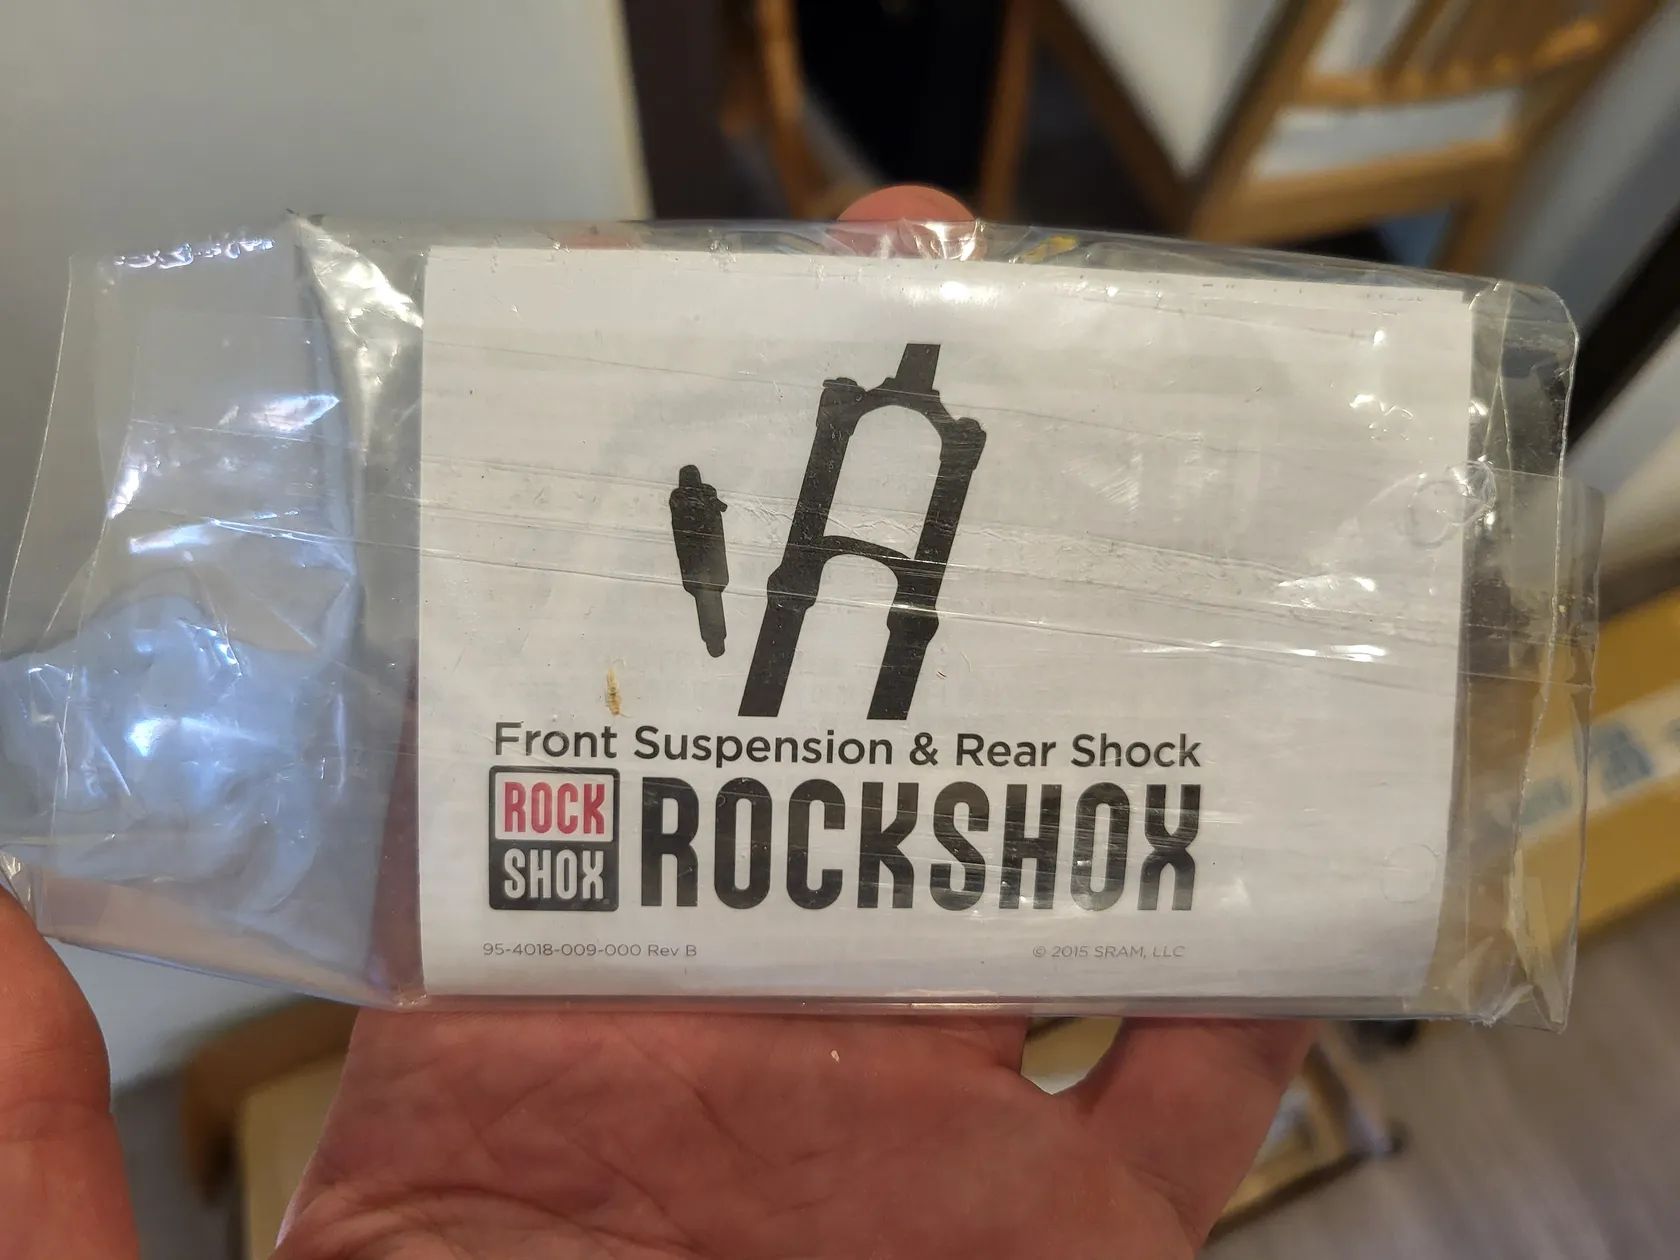 Front Suspension & Rear Shock
ROCK
SHOX
ROCKSHOX
95-4018-009-000 Rev B
© 2015 SRAM, LLC